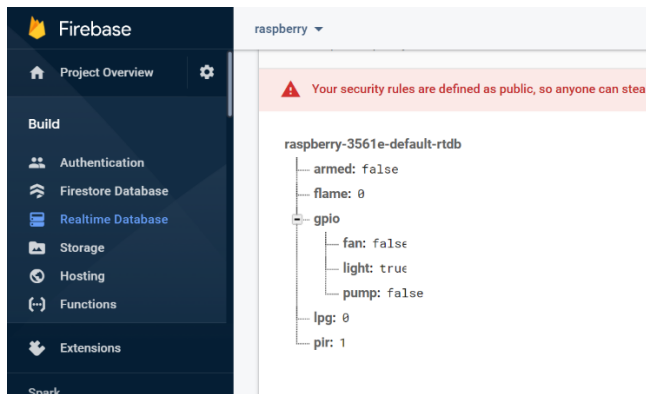 Firebase
raspberry
Project Overview
Your security rules are defined as public, so anyone can stea
Build
Authentication
Firestore Database
Realtime Database
Storage
Hosting
Functions
Extensions
Spark
raspberry-3561e-default-rtdb
armed: false
flame: 0
gpio
fan: false
light: true
pump: false
lpg: 0
pir: 1